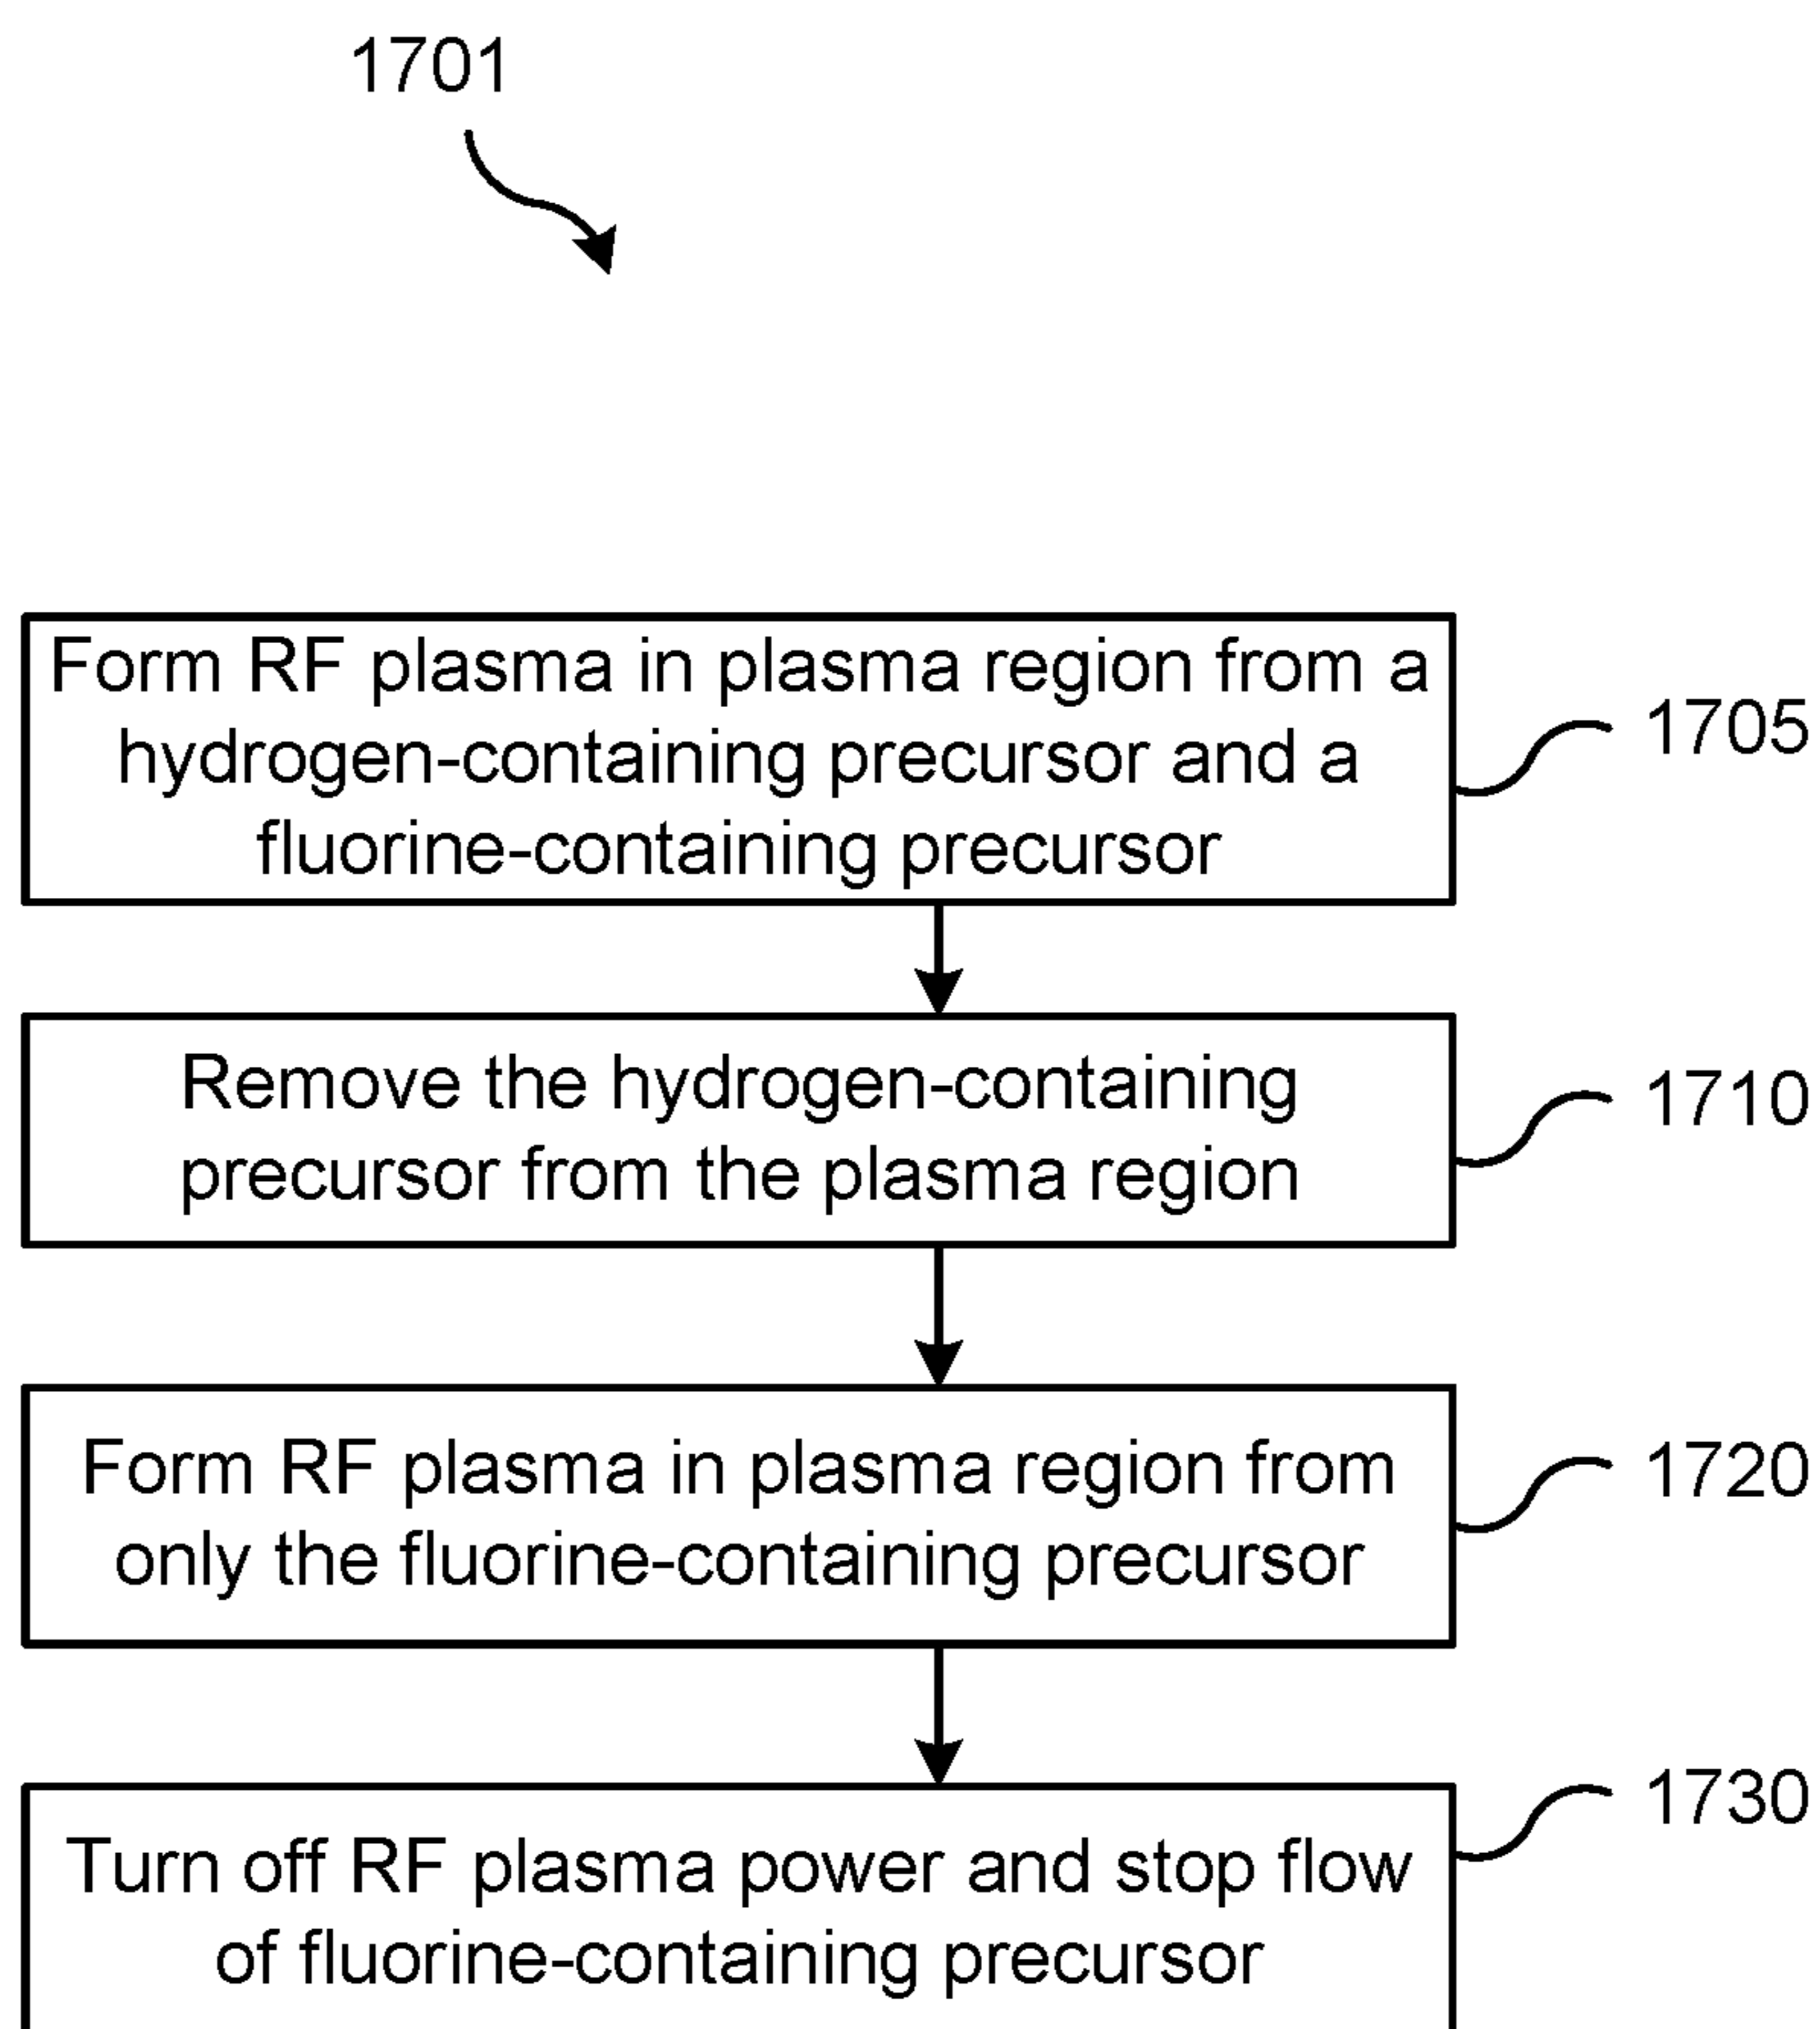 1701
Form RF plasma in plasma region from a
hydrogen-containing precursor and a
fluorine-containing precursor
1705
Remove the hydrogen-containing
precursor from the plasma region
1710
Form RF plasma in plasma region from
only the fluorine-containing precursor
1720
Turn off RF plasma power and stop flow
of fluorine-containing precursor
1730